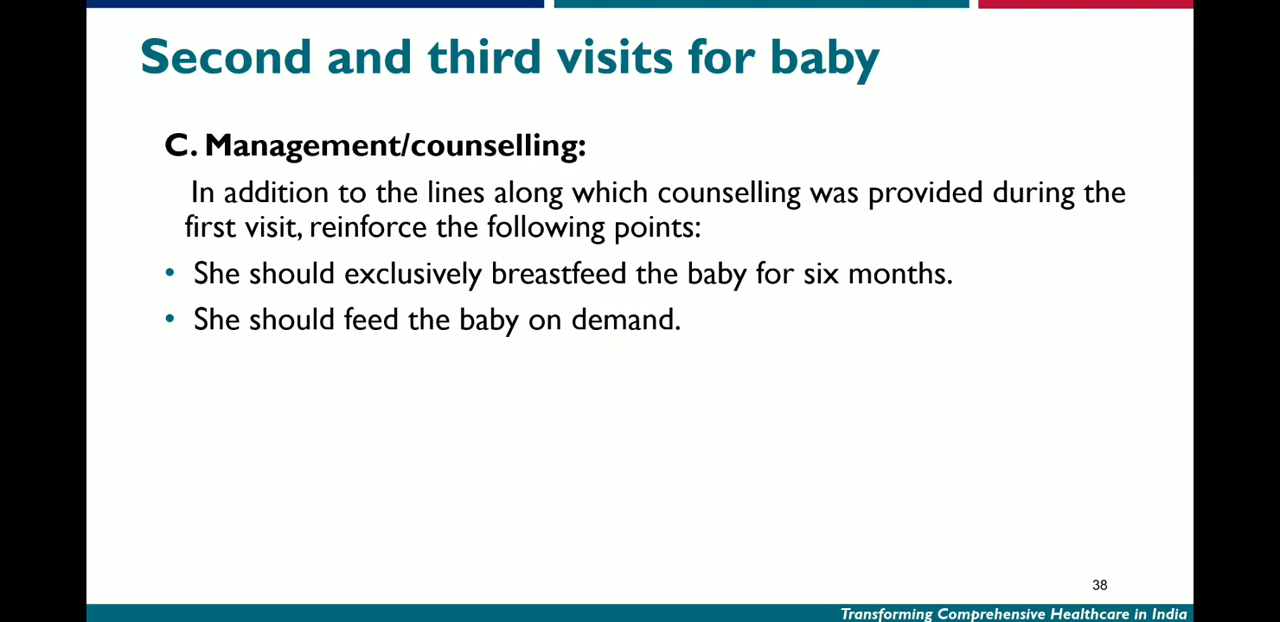 Second and third visits for baby
C. Management/counselling:
In addition to the lines along which counselling was provided during the
first visit, reinforce the following points:
• She should exclusively breastfeed the baby for six months.
• She should feed the baby on demand.
38
Transforming Comprehensive Healthcare in India